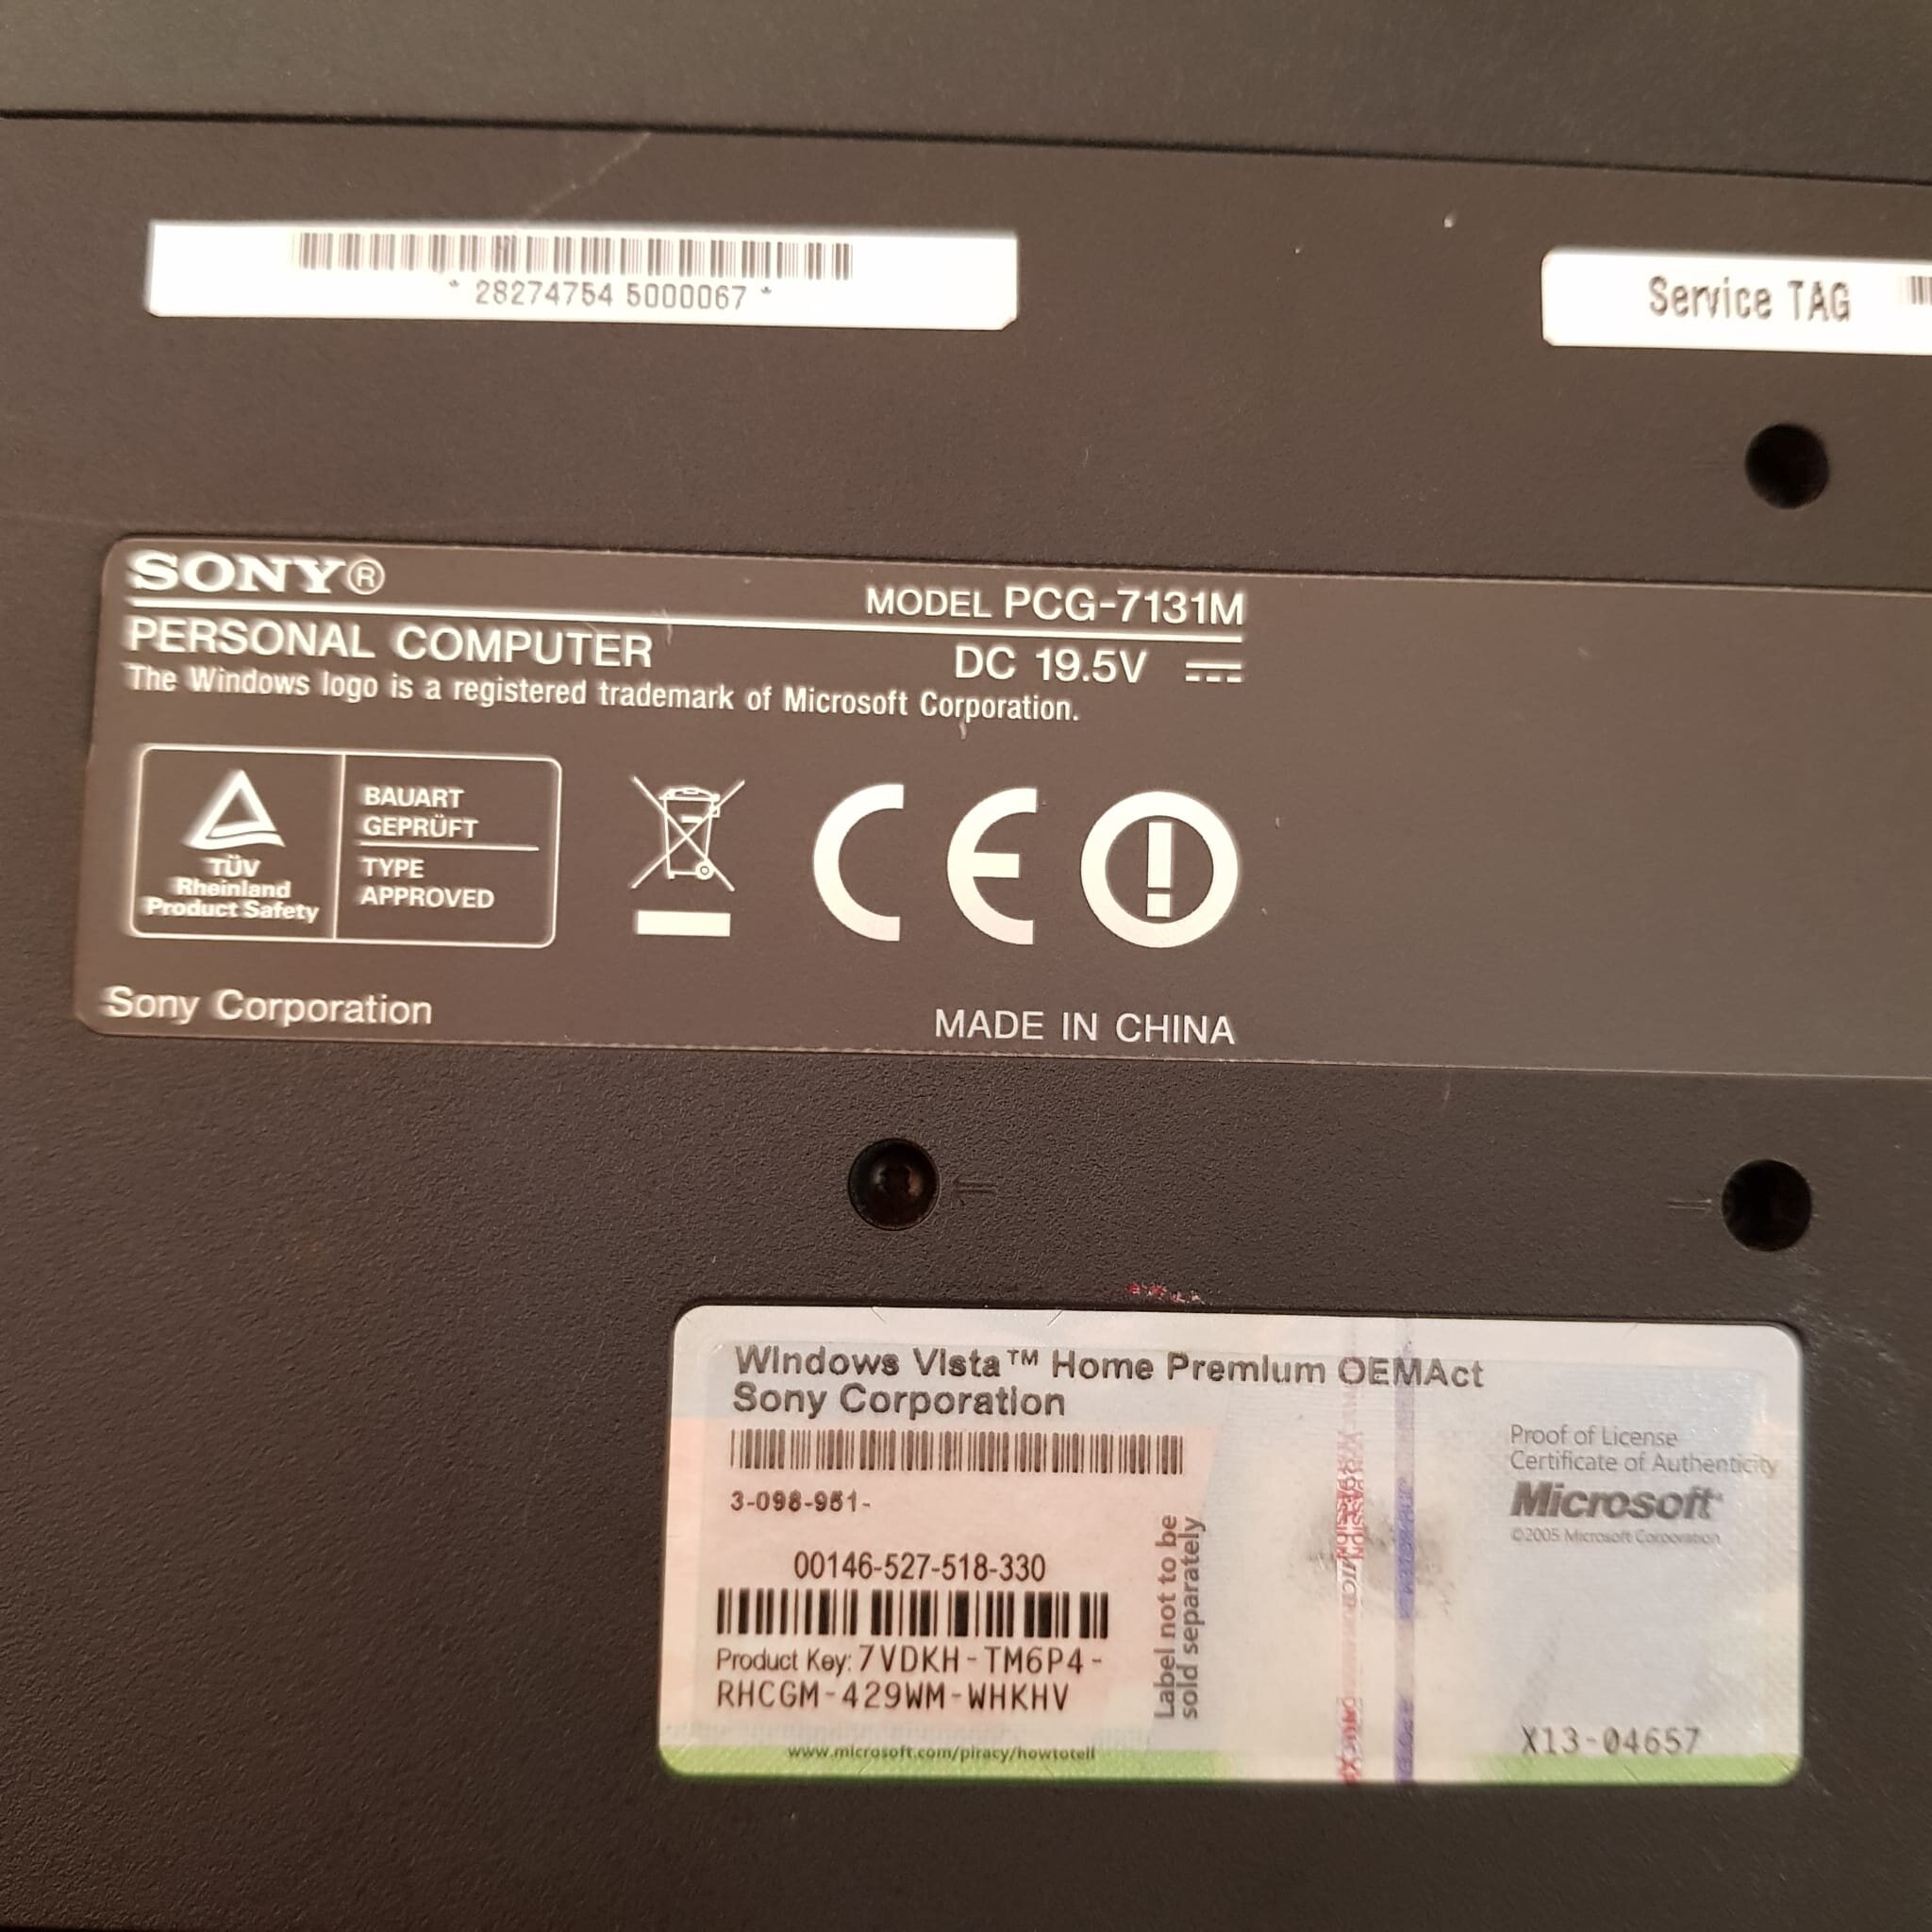 * 28274754 5000067 *
Service TAG
SONY®
MODEL PCG-7131M
PERSONAL COMPUTER
DC 19.5V
The Windows logo is a registered trademark of Microsoft Corporation.
TÜV
Rheinland
Product Safety
BAUART
GEPRÜFT
TYPE
APPROVED
CE
Sony Corporation
MADE IN CHINA
Windows Vista™ Home Premium OEMAct
Sony Corporation
3-098-951-
00146-527-518-330
Product Key: 7VDKH-TM6P4-
RHCGM-429WM-WHKHV
www.microsoft.com/piracy/howtotell
Label not to be
sold separately
Proof of License
Certificate of Authenticity
Microsoft
©2005 Microsoft Corporation
X13-04657